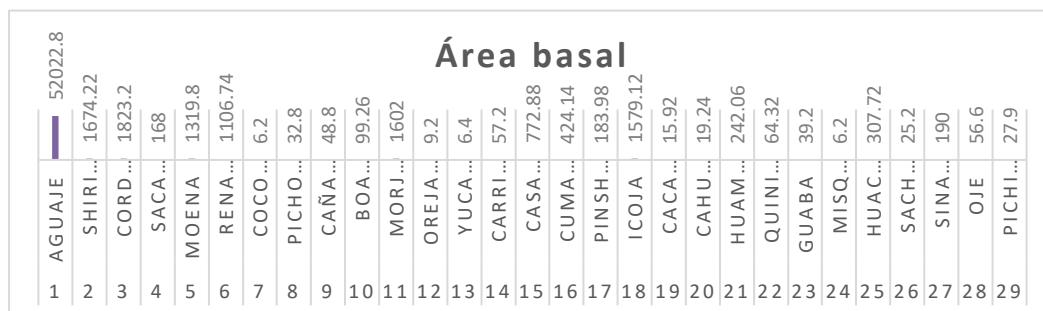 Área basal
52022.8 1674.22 1823.2 168 1319.8 1106.74 6.2 32.8 48.8 99.26 1602 9.2 6.4 57.2 772.88 424.14 183.98 1579.12 15.92 19.24 242.06 64.32 39.2 6.2 307.72 25.2 190 56.6 27.9
AGUAJE SHIRI… CORD… SACA… MOENA RENA… COCO… PICHO… CAÑA… BOA… MORJ… OREJA… YUCA… CARRI… CASA… CUMA… PINSH… ICOJA CACA… CAHU… HUAM… QUINI… GUABA MISQ… HUAC… SACH… SINA… OJE PICHI…
1 2 3 4 5 6 7 8 9 10 11 12 13 14 15 16 17 18 19 20 21 22 23 24 25 26 27 28 29